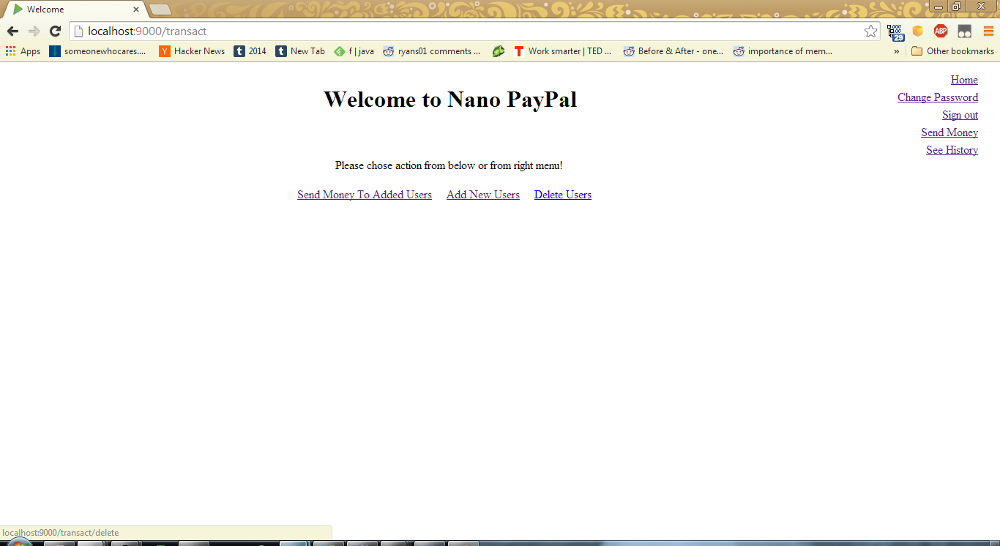 Welcome
localhost:9000/transact
29
ABP
Apps
someonewhocares....
Y Hacker News
t 2014
t New Tab
f | java
ryans01 comments ...
T Work smarter | TED ...
Before & After - one...
importance of mem...
»
Other bookmarks
Home
Welcome to Nano PayPal
Change Password
Sign out
Send Money
See History
Please chose action from below or from right menu!
Send Money To Added Users Add New Users Delete Users
localhost:9000/transact/delete